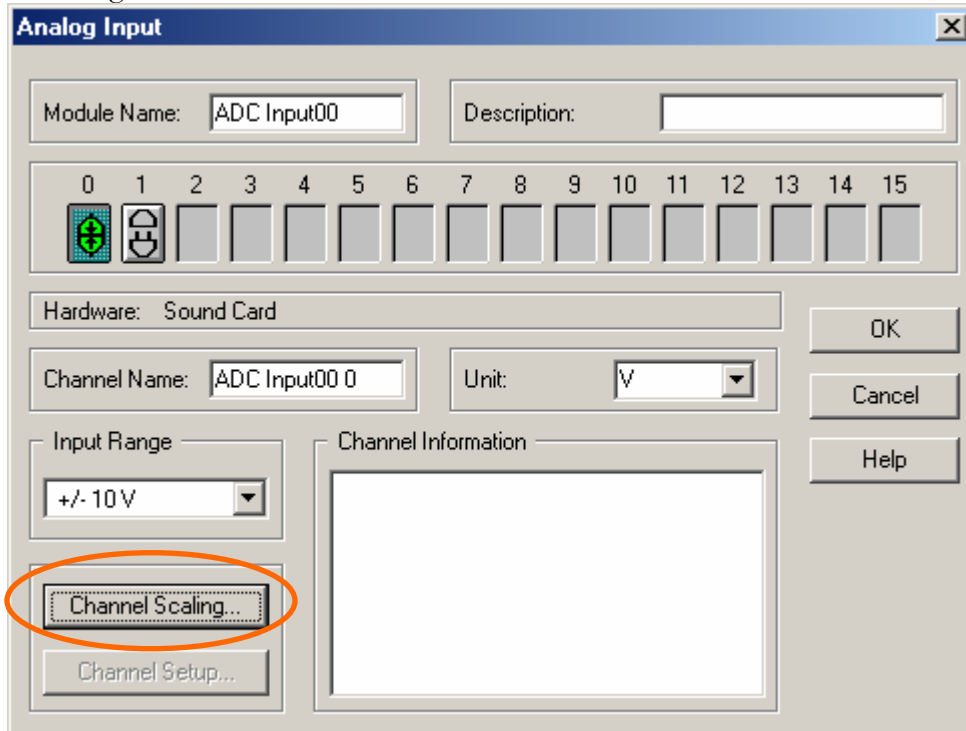 Analog Input
Module Name: ADC Input00 Description:
0 1 2 3 4 5 6 7 8 9 10 11 12 13 14 15
Hardware: Sound Card
OK
Channel Name: ADC Input00 0 Unit: V
Cancel
Input Range Channel Information
Help
+/- 10 V
Channel Scaling...
Channel Setup...